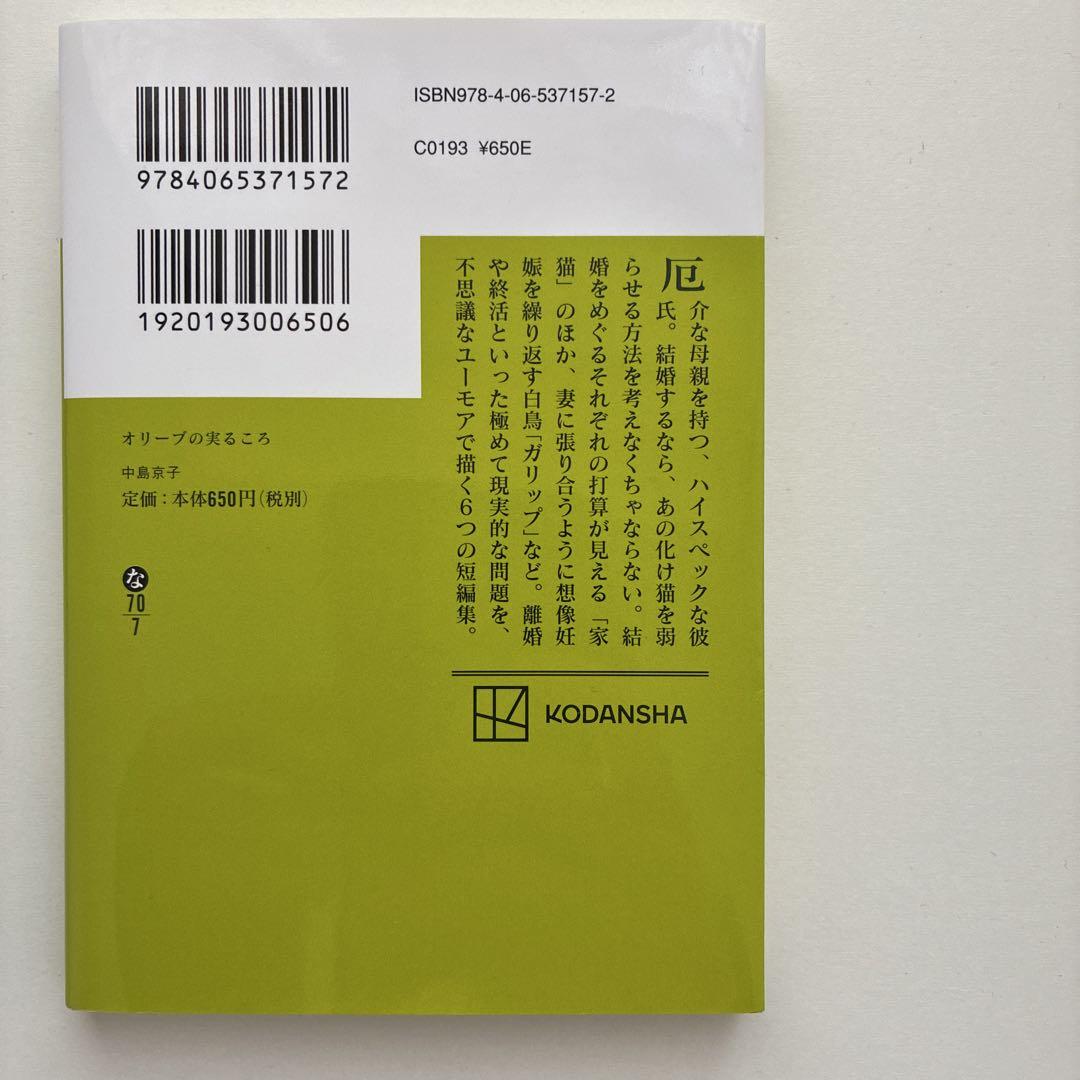 9784065371572
ISBN978-4-06-537157-2
C0193 ¥650E
1920193006506
厄介な母親を持つ、ハイスペックな彼
氏。結婚するなら、あの化け猫を弱
らせる方法を考えなくちゃならない。結
婚をめぐるそれぞれの打算が見える「家
猫」のほか、妻に張り合うように想像妊
娠を繰り返す白鳥「ガリップ」など。離婚
や終活といった極めて現実的な問題を、
不思議なユーモアで描く6つの短編集。
オリーブの実るころ
中島京子
定価：本体650円（税別）
な
70
7
KODANSHA